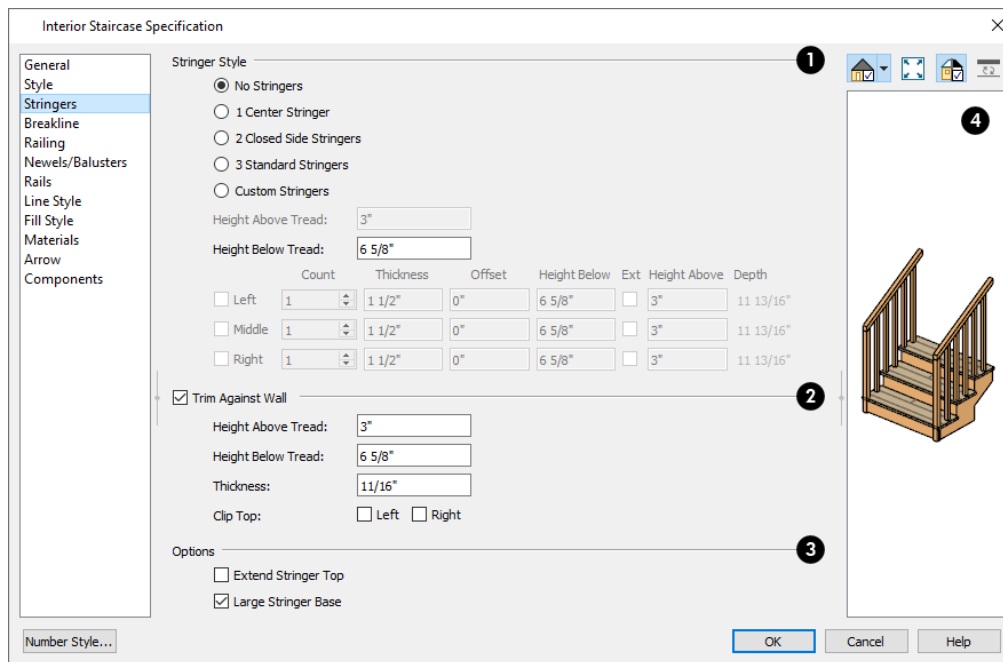 Interior Staircase Specification
General
Style
Stringers
Breakline
Railing
Newels/Balusters
Rails
Line Style
Fill Style
Materials
Arrow
Components
Number Style...
Stringer Style 1
No Stringers
1 Center Stringer
2 Closed Side Stringers
3 Standard Stringers
Custom Stringers
Height Above Tread: 3"
Height Below Tread: 6 5/8"
Count Thickness Offset Height Below Ext Height Above Depth
Left 1 1 1/2" 0" 6 5/8" 3" 11 13/16"
Middle 1 1 1/2" 0" 6 5/8" 3" 11 13/16"
Right 1 1 1/2" 0" 6 5/8" 3" 11 13/16"
Trim Against Wall 2
Height Above Tread: 3"
Height Below Tread: 6 5/8"
Thickness: 11/16"
Clip Top: Left Right
Options 3
Extend Stringer Top
Large Stringer Base
4
OK Cancel Help